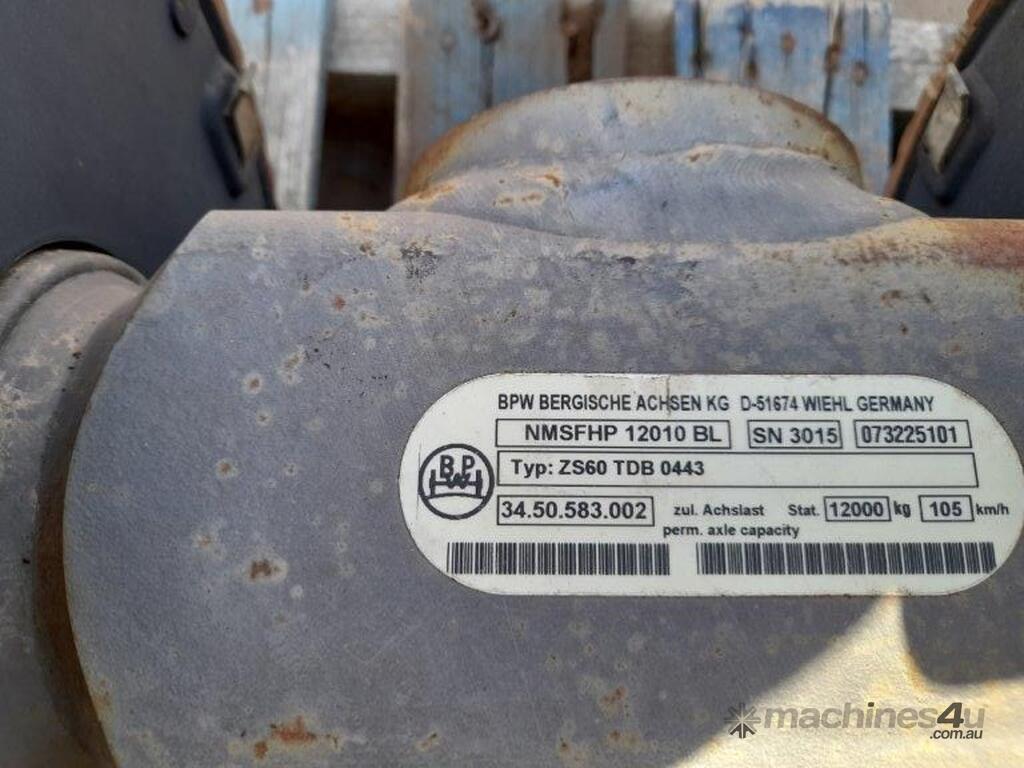 BPW BERGISCHE ACHSEN KG D-51674 WIEHL GERMANY
NMSFHP 12010 BL SN 3015 073225101
BPW
Typ: ZS60 TDB 0443
34.50.583.002 zul. Achslast Stat. 12000 kg 105 km/h
perm. axle capacity
machines4u
.com.au